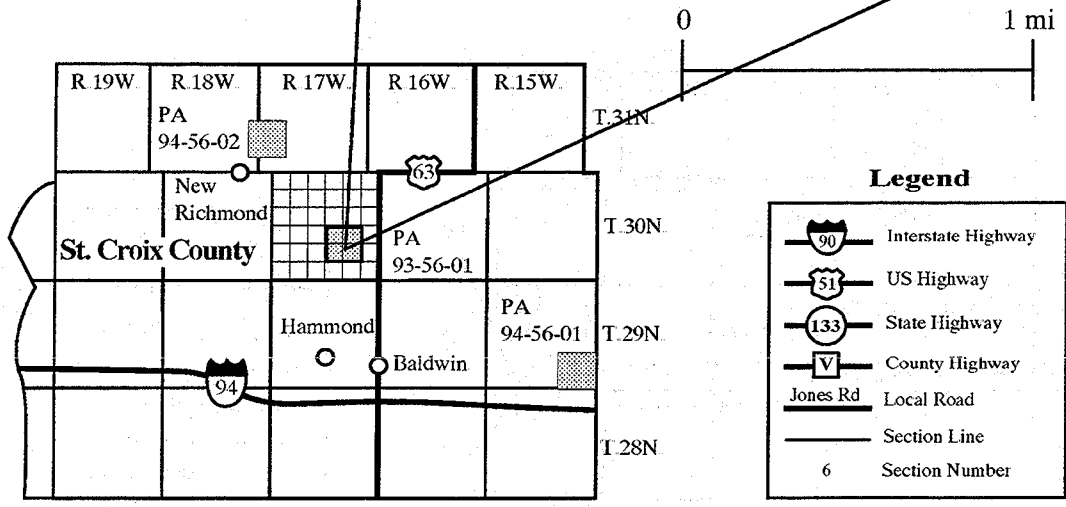 0 1 mi
R.19W. R.18W. R.17W. R.16W. R.15W.
PA
94-56-02
T.31N.
63
New
Richmond
St. Croix County
PA
93-56-01
T.30N.
PA
94-56-01
T.29N.
Hammond
Baldwin
94
T.28N.
Legend
90 Interstate Highway
51 US Highway
133 State Highway
V County Highway
Jones Rd Local Road
Section Line
6 Section Number